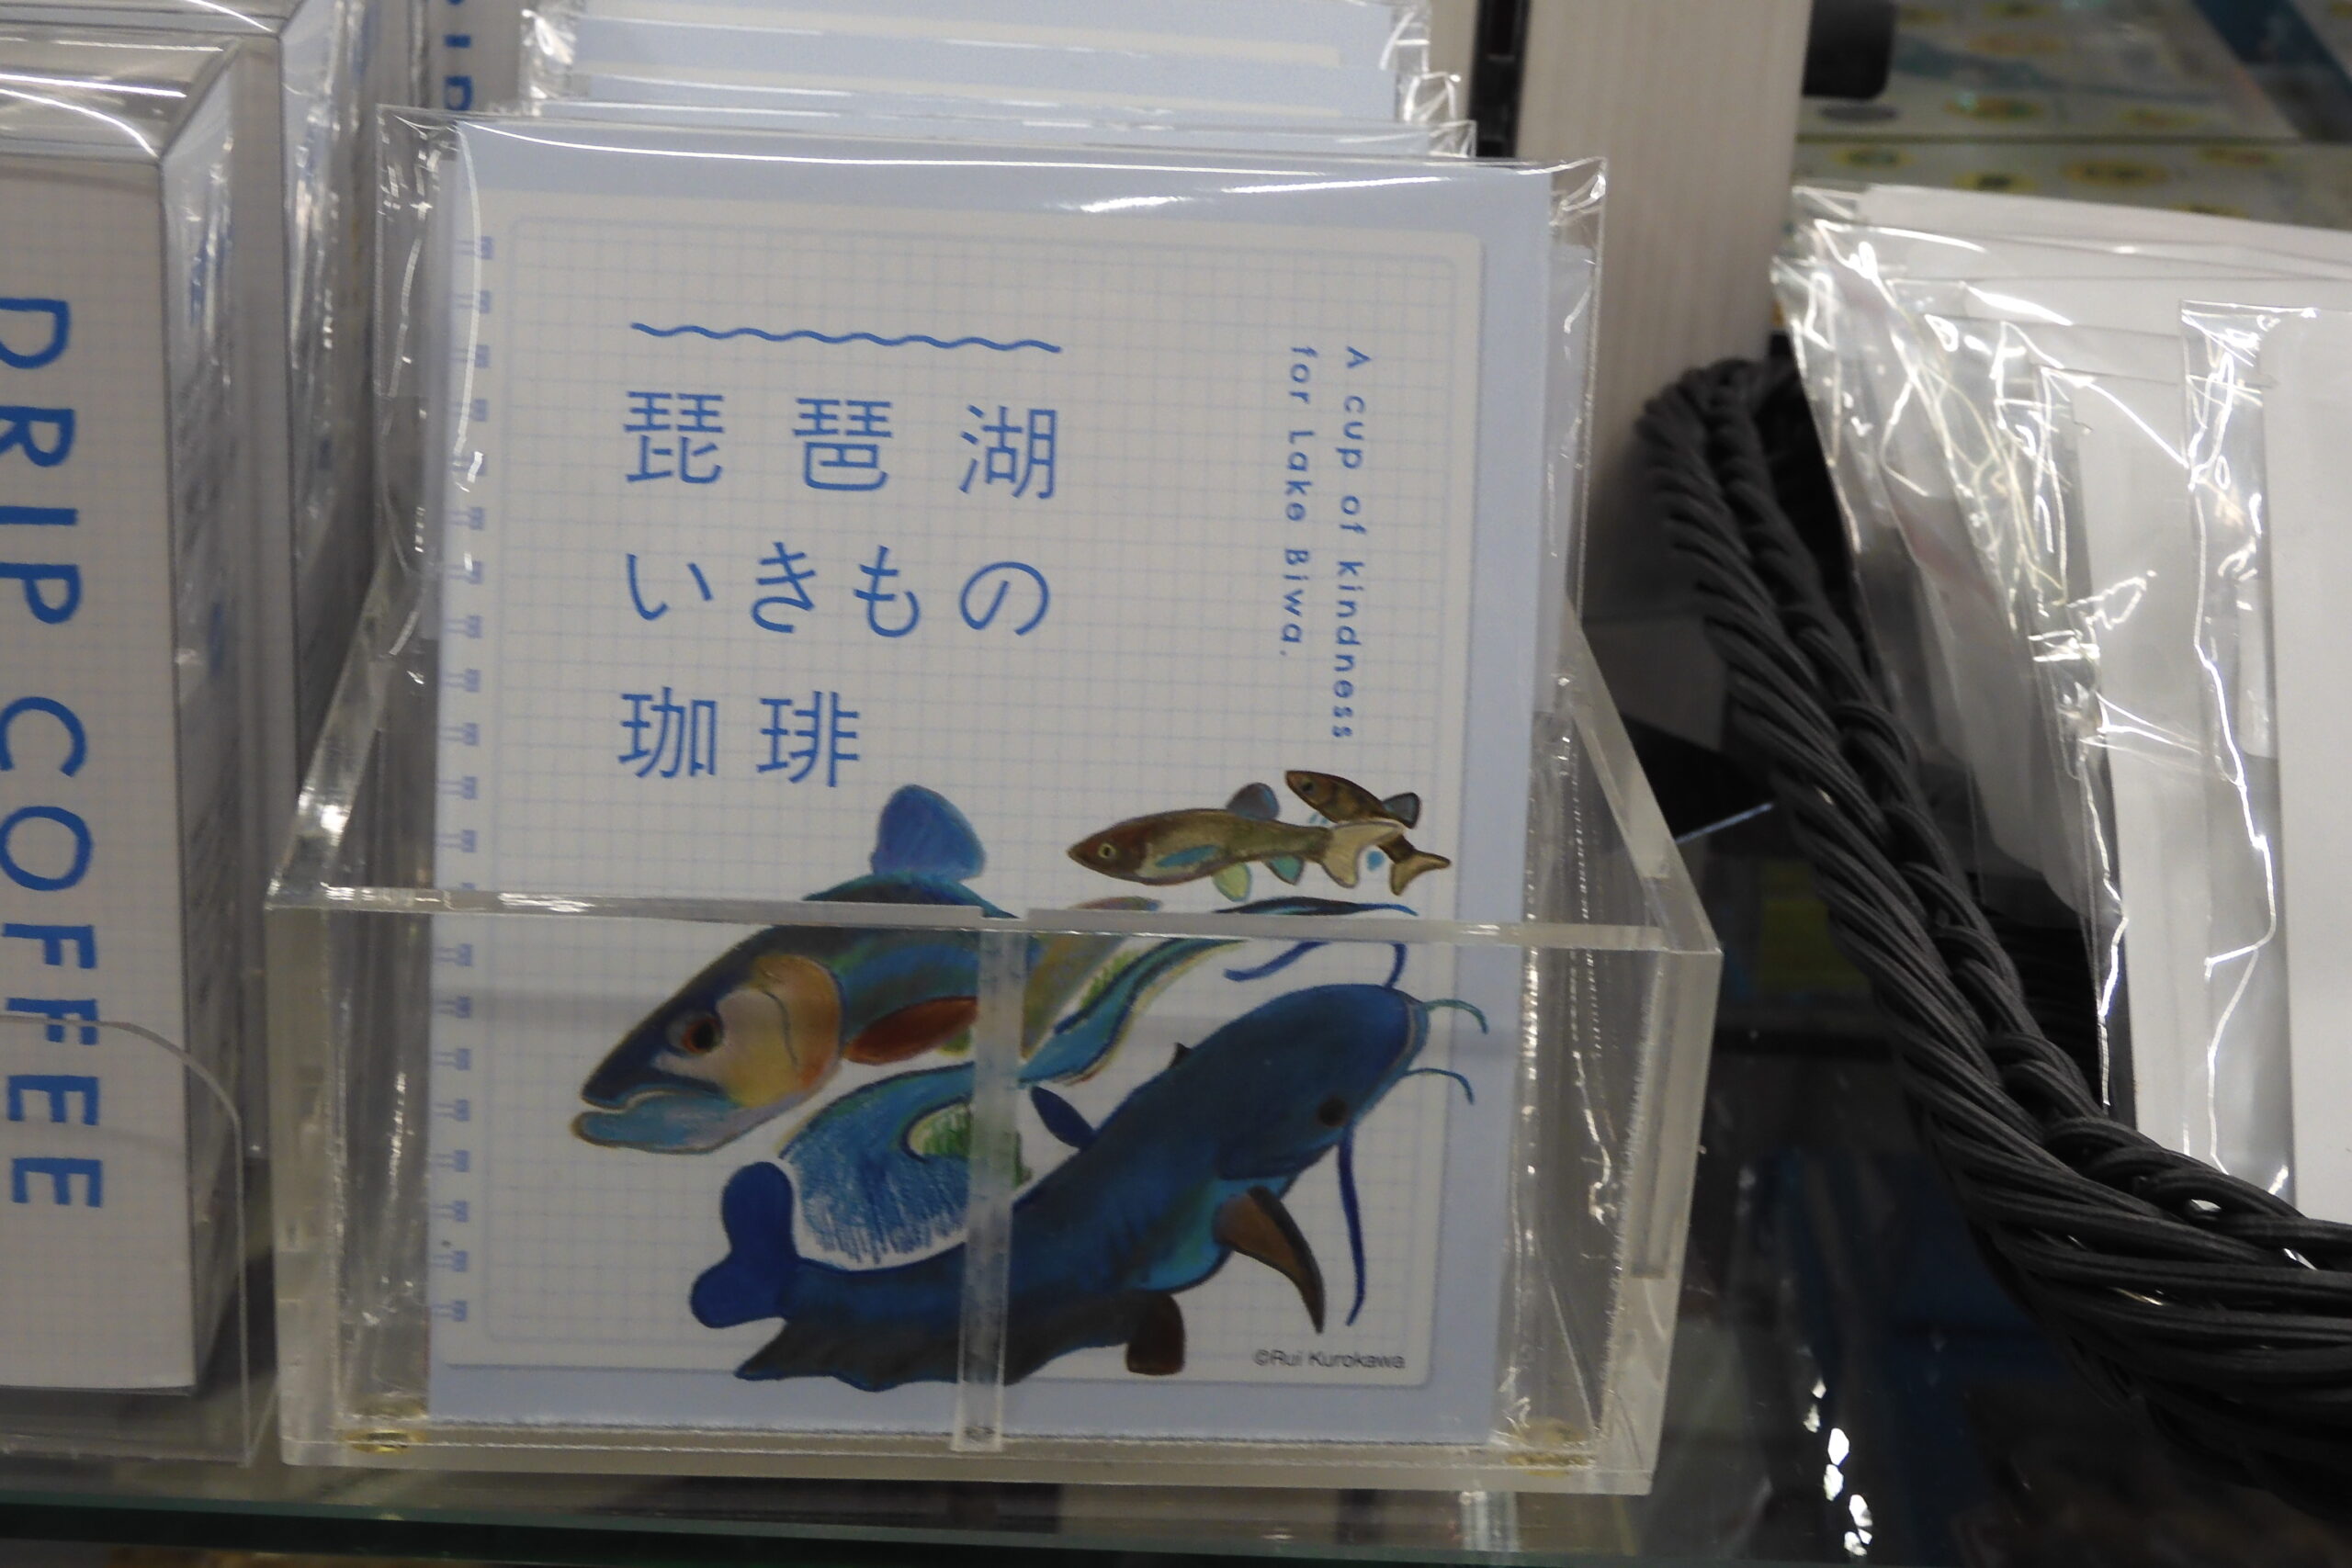 DRIP COFFEE
琵琶湖
いきもの
珈琲
A cup of kindness
for Lake Biwa.
©Rui Kurokawa